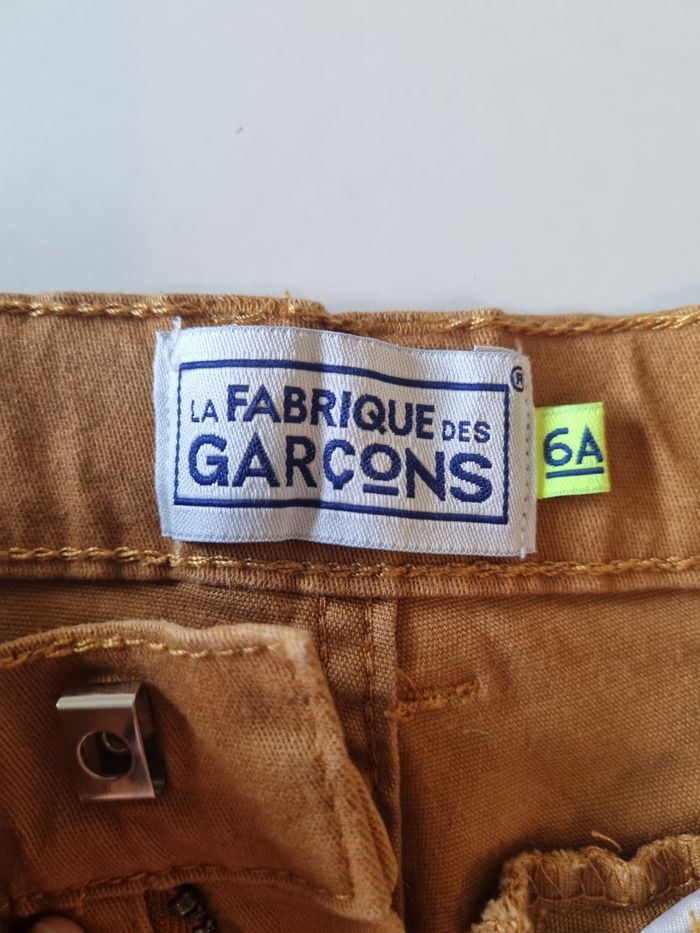 LA FABRIQUE DES
GARÇONS
®
6A